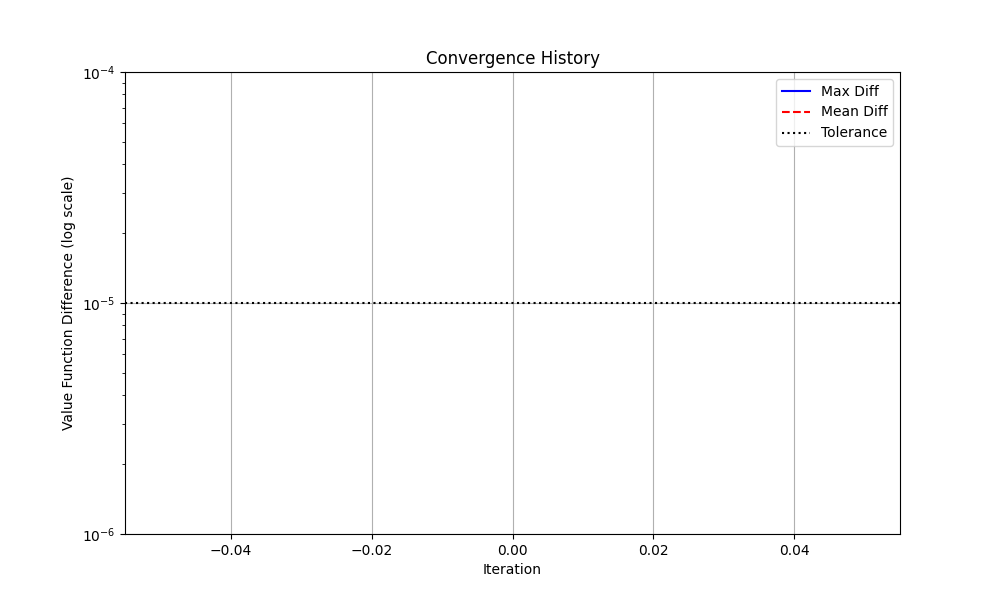 Convergence History
Value Function Difference (log scale)
10⁻⁴
10⁻⁵
10⁻⁶
Max Diff
Mean Diff
Tolerance
−0.04 −0.02 0.00 0.02 0.04
Iteration